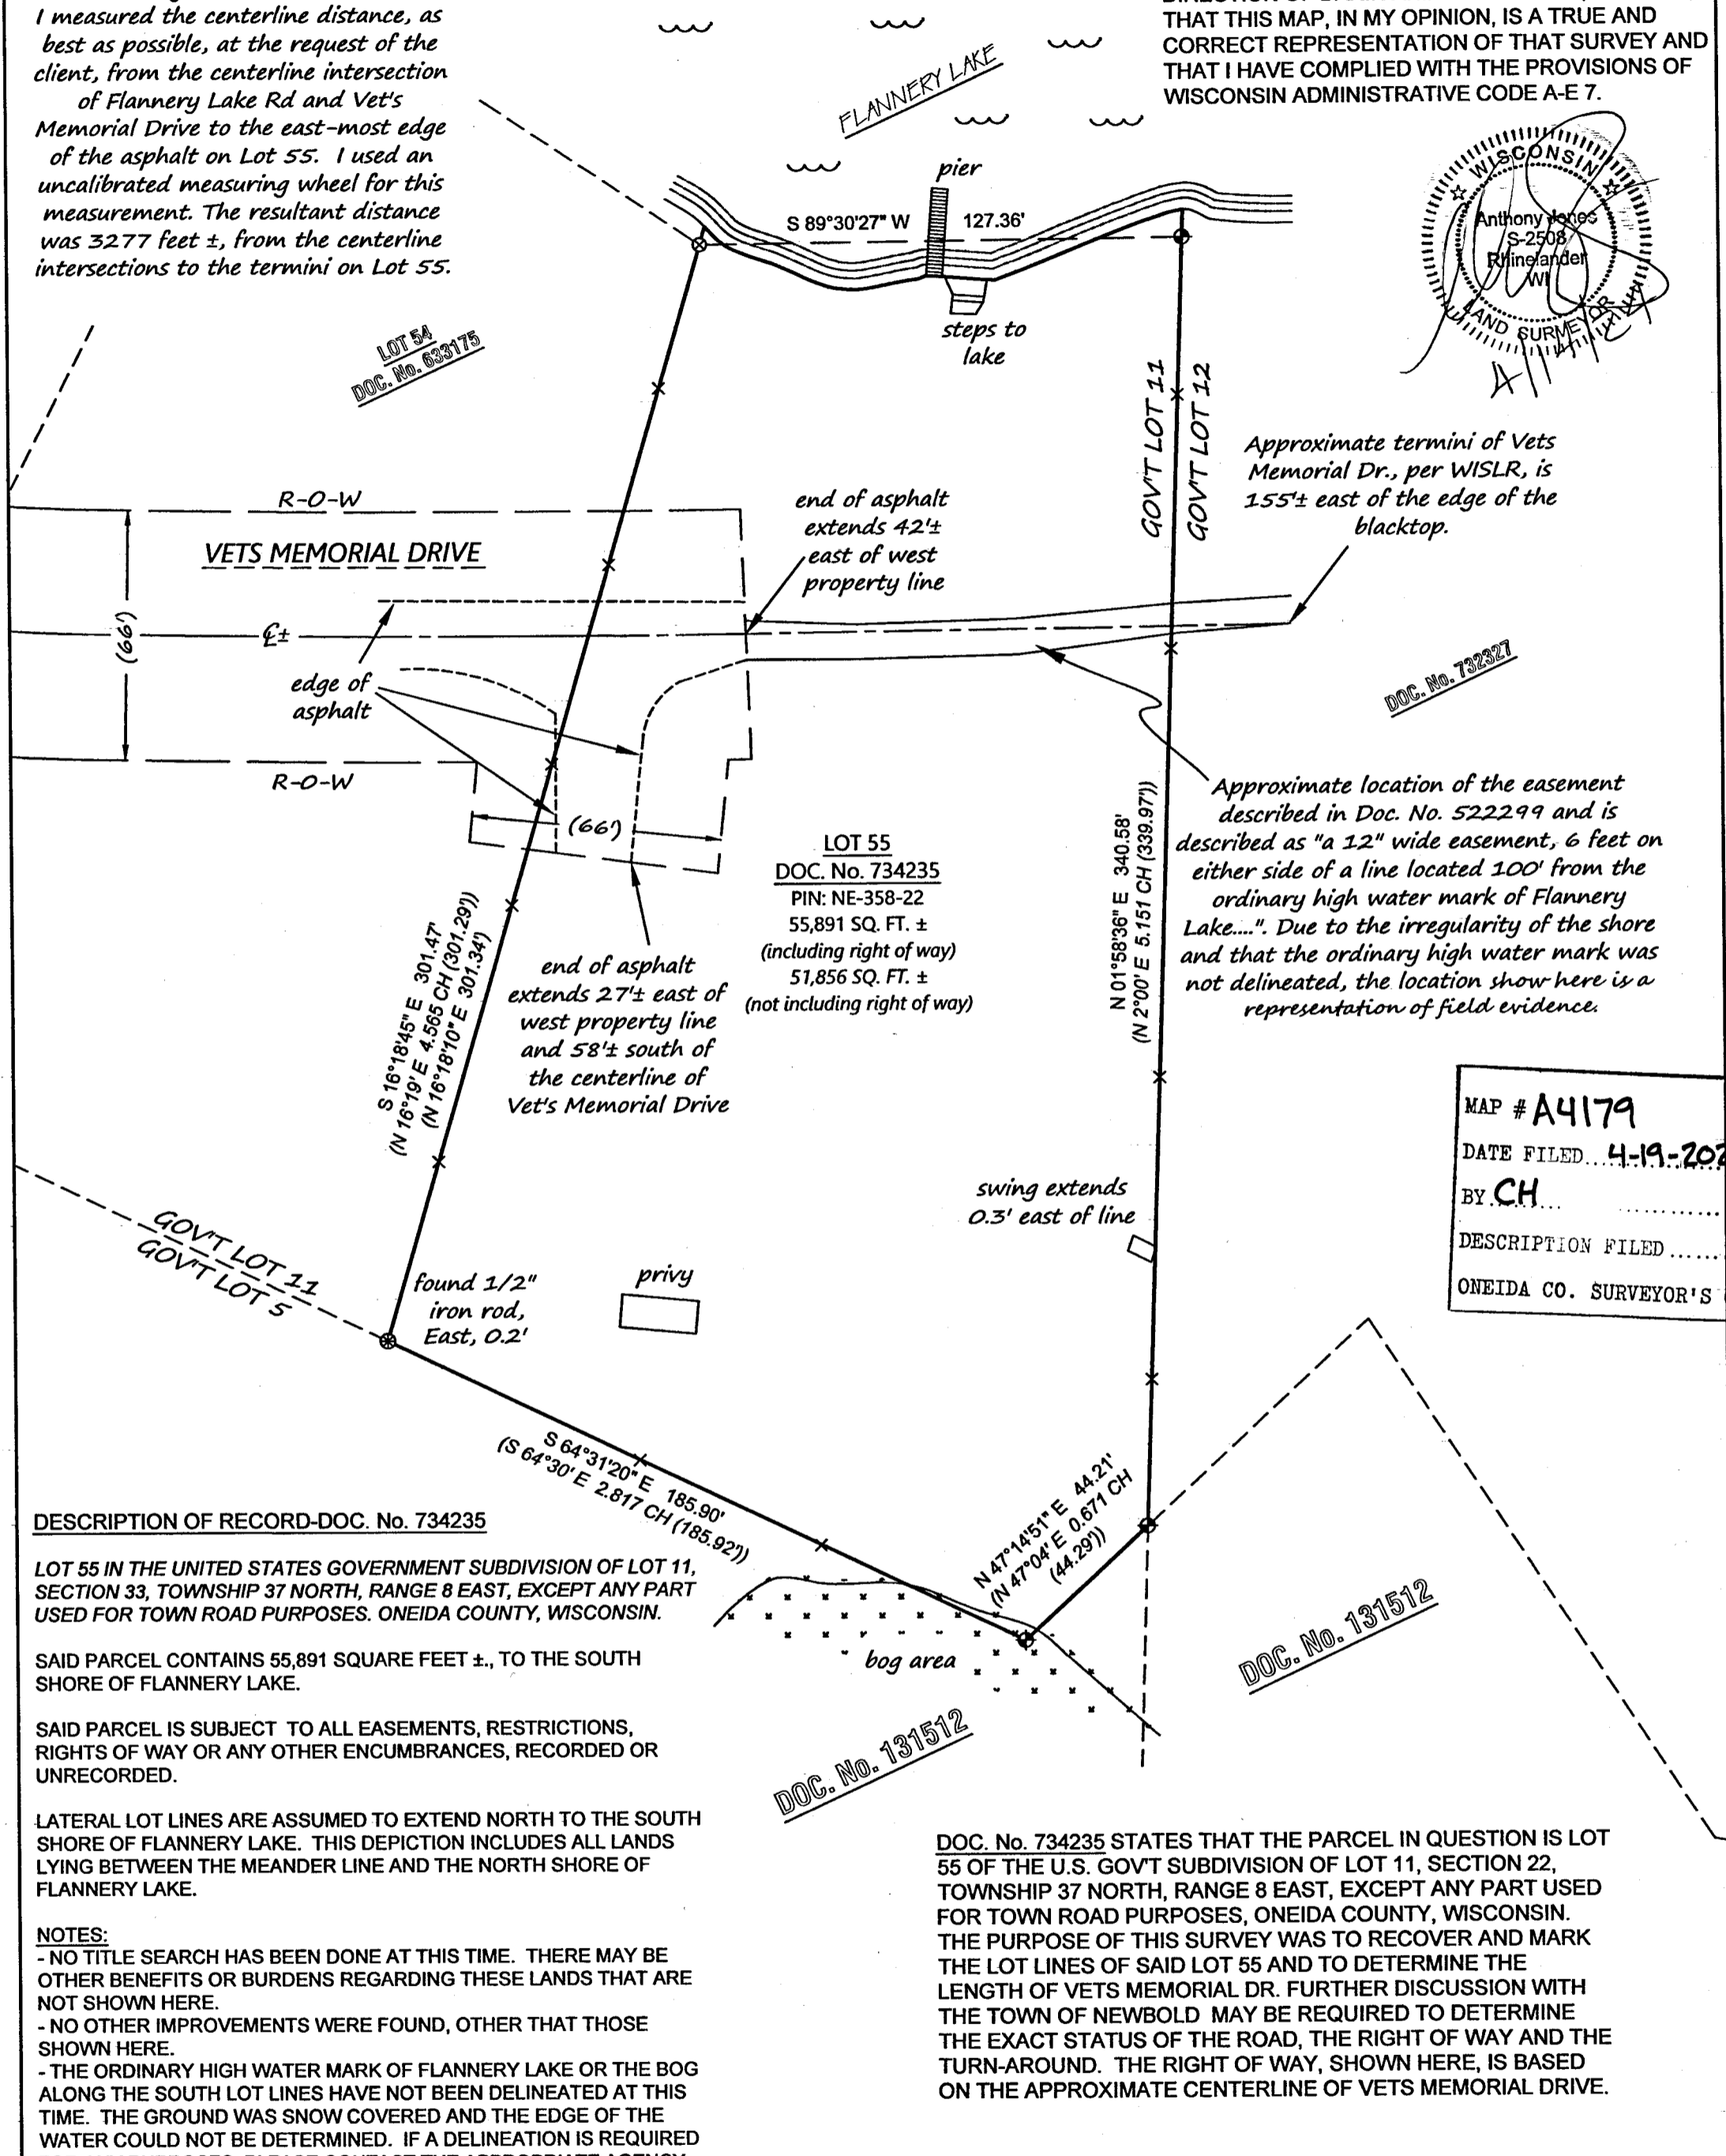 I measured the centerline distance, as
best as possible, at the request of the
client, from the centerline intersection
of Flannery Lake Rd and Vet's
Memorial Drive to the east-most edge
of the asphalt on Lot 55. I used an
uncalibrated measuring wheel for this
measurement. The resultant distance
was 3277 feet ±, from the centerline
intersections to the termini on Lot 55.
THAT THIS MAP, IN MY OPINION, IS A TRUE AND
CORRECT REPRESENTATION OF THAT SURVEY AND
THAT I HAVE COMPLIED WITH THE PROVISIONS OF
WISCONSIN ADMINISTRATIVE CODE A-E 7.
FLANNERY LAKE
WISCONSIN
Anthony Jones
S-2508
Rhinelander
WI
LAND SURVEYOR
pier
S 89°30'27" W 127.36'
steps to
lake
LOT 54
DOC. No. 633175
GOV'T LOT 11
GOV'T LOT 12
Approximate termini of Vets
Memorial Dr., per WISLR, is
155'± east of the edge of the
blacktop.
R-O-W
VETS MEMORIAL DRIVE
end of asphalt
extends 42'±
east of west
property line
(66')
℄±
edge of
asphalt
R-O-W
(66')
DOC. No. 732327
Approximate location of the easement
described in Doc. No. 522299 and is
described as "a 12" wide easement, 6 feet on
either side of a line located 100' from the
ordinary high water mark of Flannery
Lake....". Due to the irregularity of the shore
and that the ordinary high water mark was
not delineated, the location show here is a
representation of field evidence.
LOT 55
DOC. No. 734235
PIN: NE-358-22
55,891 SQ. FT. ±
(including right of way)
51,856 SQ. FT. ±
(not including right of way)
N 01°58'36" E 340.58'
(N 2°00' E 5.151 CH (339.97'))
S 16°18'45" E 301.47'
(N 16°19' E 4.565 CH (301.29'))
(N 16°18'10" E 301.34')
end of asphalt
extends 27'± east of
west property line
and 58'± south of
the centerline of
Vet's Memorial Drive
MAP # A4179
DATE FILED....4-19-202
BY CH
DESCRIPTION FILED......
ONEIDA CO. SURVEYOR'S
swing extends
0.3' east of line
GOV'T LOT 11
GOV'T LOT 5
found 1/2"
iron rod,
East, 0.2'
privy
S 64°31'20" E 185.90'
(S 64°30' E 2.817 CH (185.92'))
N 47°14'51" E 44.21'
(N 47°04' E 0.671 CH
(44.29'))
bog area
DOC. No. 131512
DOC. No. 131512
DESCRIPTION OF RECORD-DOC. No. 734235
LOT 55 IN THE UNITED STATES GOVERNMENT SUBDIVISION OF LOT 11,
SECTION 33, TOWNSHIP 37 NORTH, RANGE 8 EAST, EXCEPT ANY PART
USED FOR TOWN ROAD PURPOSES. ONEIDA COUNTY, WISCONSIN.
SAID PARCEL CONTAINS 55,891 SQUARE FEET ±., TO THE SOUTH
SHORE OF FLANNERY LAKE.
SAID PARCEL IS SUBJECT TO ALL EASEMENTS, RESTRICTIONS,
RIGHTS OF WAY OR ANY OTHER ENCUMBRANCES, RECORDED OR
UNRECORDED.
LATERAL LOT LINES ARE ASSUMED TO EXTEND NORTH TO THE SOUTH
SHORE OF FLANNERY LAKE. THIS DEPICTION INCLUDES ALL LANDS
LYING BETWEEN THE MEANDER LINE AND THE NORTH SHORE OF
FLANNERY LAKE.
NOTES:
- NO TITLE SEARCH HAS BEEN DONE AT THIS TIME. THERE MAY BE
OTHER BENEFITS OR BURDENS REGARDING THESE LANDS THAT ARE
NOT SHOWN HERE.
- NO OTHER IMPROVEMENTS WERE FOUND, OTHER THAT THOSE
SHOWN HERE.
- THE ORDINARY HIGH WATER MARK OF FLANNERY LAKE OR THE BOG
ALONG THE SOUTH LOT LINES HAVE NOT BEEN DELINEATED AT THIS
TIME. THE GROUND WAS SNOW COVERED AND THE EDGE OF THE
WATER COULD NOT BE DETERMINED. IF A DELINEATION IS REQUIRED
DOC. No. 734235 STATES THAT THE PARCEL IN QUESTION IS LOT
55 OF THE U.S. GOV'T SUBDIVISION OF LOT 11, SECTION 22,
TOWNSHIP 37 NORTH, RANGE 8 EAST, EXCEPT ANY PART USED
FOR TOWN ROAD PURPOSES, ONEIDA COUNTY, WISCONSIN.
THE PURPOSE OF THIS SURVEY WAS TO RECOVER AND MARK
THE LOT LINES OF SAID LOT 55 AND TO DETERMINE THE
LENGTH OF VETS MEMORIAL DR. FURTHER DISCUSSION WITH
THE TOWN OF NEWBOLD MAY BE REQUIRED TO DETERMINE
THE EXACT STATUS OF THE ROAD, THE RIGHT OF WAY AND THE
TURN-AROUND. THE RIGHT OF WAY, SHOWN HERE, IS BASED
ON THE APPROXIMATE CENTERLINE OF VETS MEMORIAL DRIVE.